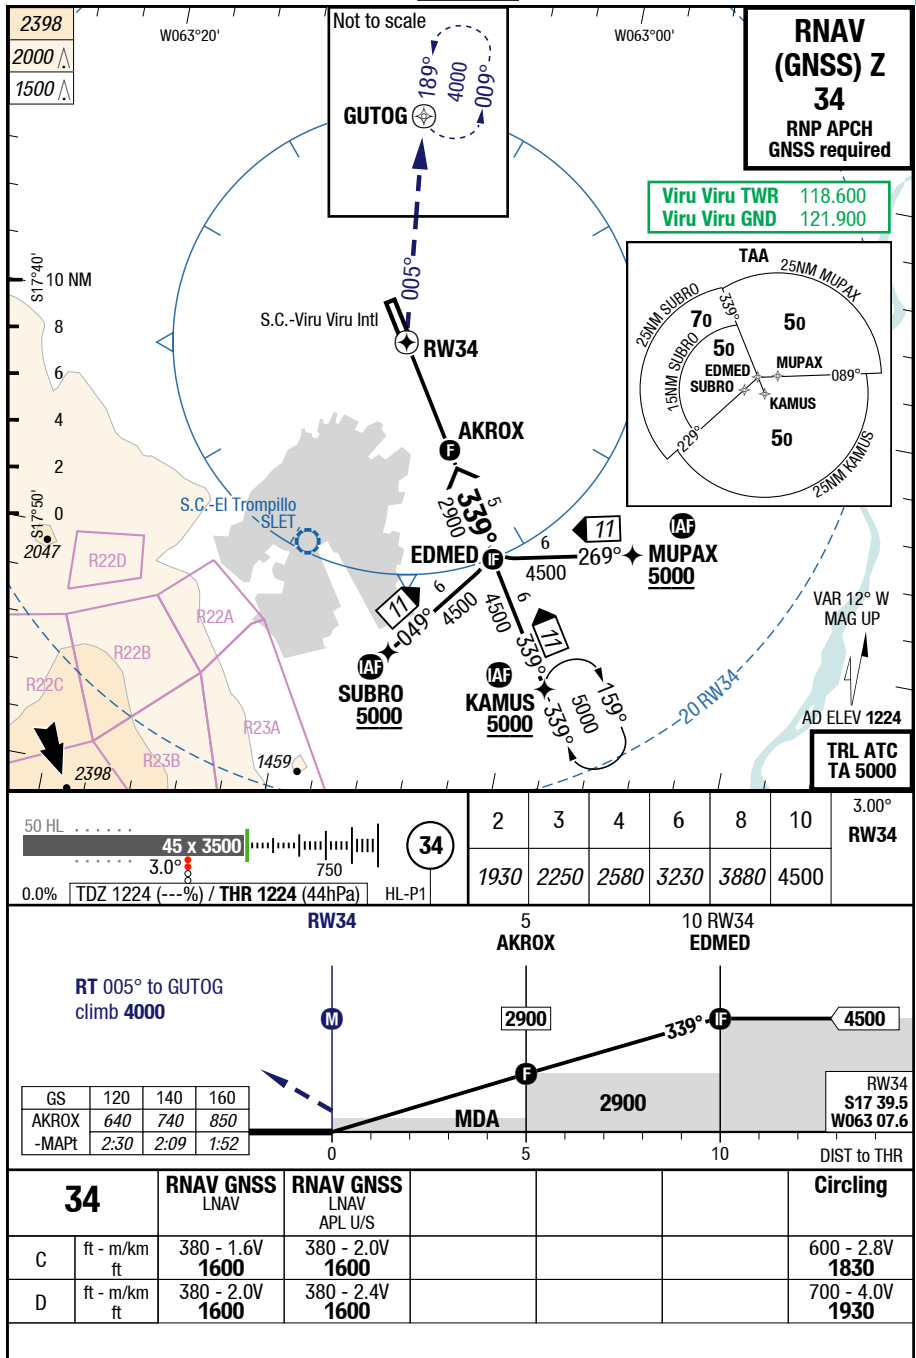 2398
2000
1500
W063°20'
Not to scale
189°
4000
009°
GUTOG
W063°00'
RNAV
(GNSS) Z
34
RNP APCH
GNSS required
Viru Viru TWR 118.600
Viru Viru GND 121.900
TAA
25NM SUBRO
25NM MUPAX
339°
70
50
15NM SUBRO
50
EDMED
SUBRO
MUPAX
089°
KAMUS
229°
50
25NM KAMUS
S17°40'
10 NM
8
6
4
2
0
S17°50'
005°
S.C.-Viru Viru Intl
RW34
AKROX
F
5
339°
2900
S.C.-El Trompillo
SLET
EDMED
IF
6
4500
269°
11
IAF
MUPAX
5000
2047
R22D
R22A
R22B
R22C
R23A
R23B
11
6
049°
4500
IAF
SUBRO
5000
6
4500
11
339°
IAF
KAMUS
5000
339°
5000
159°
20 RW34
VAR 12° W
MAG UP
AD ELEV 1224
TRL ATC
TA 5000
1459
2398
50 HL
45 x 3500
3.0°
750
34
0.0%
TDZ 1224 (---%) / THR 1224 (44hPa)
HL-P1
2 3 4 6 8 10 3.00°
RW34
1930 2250 2580 3230 3880 4500
RW34
5
AKROX
10 RW34
EDMED
RT 005° to GUTOG
climb 4000
M
2900
339°
IF
4500
F
GS 120 140 160
AKROX 640 740 850
-MAPt 2:30 2:09 1:52
MDA
2900
RW34
S17 39.5
W063 07.6
0 5 10 DIST to THR
34
RNAV GNSS
LNAV
RNAV GNSS
LNAV
APL U/S
Circling
C ft - m/km 380 - 1.6V 380 - 2.0V 600 - 2.8V
ft 1600 1600 1830
D ft - m/km 380 - 2.0V 380 - 2.4V 700 - 4.0V
ft 1600 1600 1930